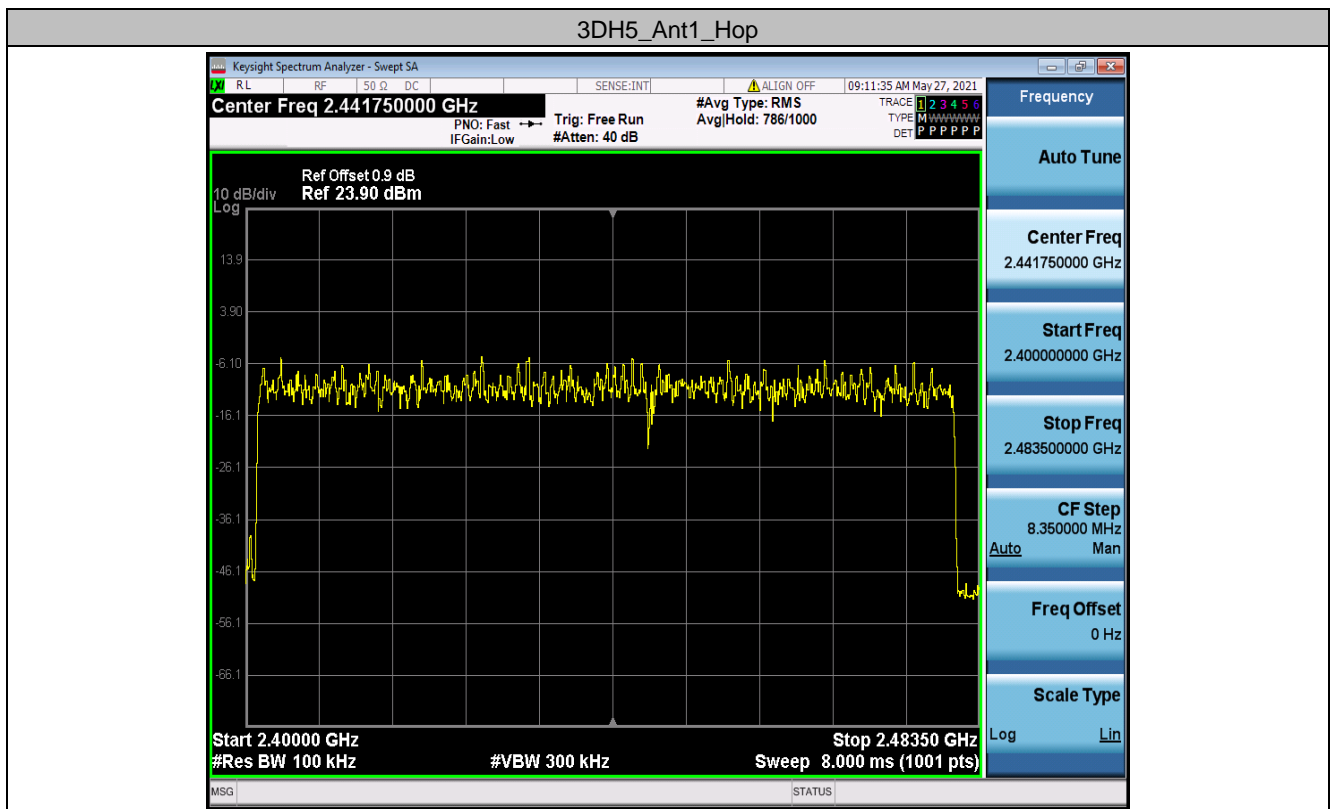 3DH5_Ant1_Hop
Keysight Spectrum Analyzer - Swept SA
LXI RL RF 50 Ω DC SENSE:INT ALIGN OFF 09:11:35 AM May 27, 2021
Center Freq 2.441750000 GHz
#Avg Type: RMS
TRACE 1 2 3 4 5 6
PNO: Fast
Trig: Free Run
Avg|Hold: 786/1000
TYPE M WWWWW
IFGain:Low
#Atten: 40 dB
DET P P P P P P
Ref Offset 0.9 dB
10 dB/div Ref 23.90 dBm
Log
13.9
3.90
-6.10
-16.1
-26.1
-36.1
-46.1
-56.1
-66.1
Start 2.40000 GHz
Stop 2.48350 GHz
#Res BW 100 kHz
#VBW 300 kHz
Sweep 8.000 ms (1001 pts)
MSG
STATUS
Frequency
Auto Tune
Center Freq
2.441750000 GHz
Start Freq
2.400000000 GHz
Stop Freq
2.483500000 GHz
CF Step
8.350000 MHz
Auto Man
Freq Offset
0 Hz
Scale Type
Log Lin